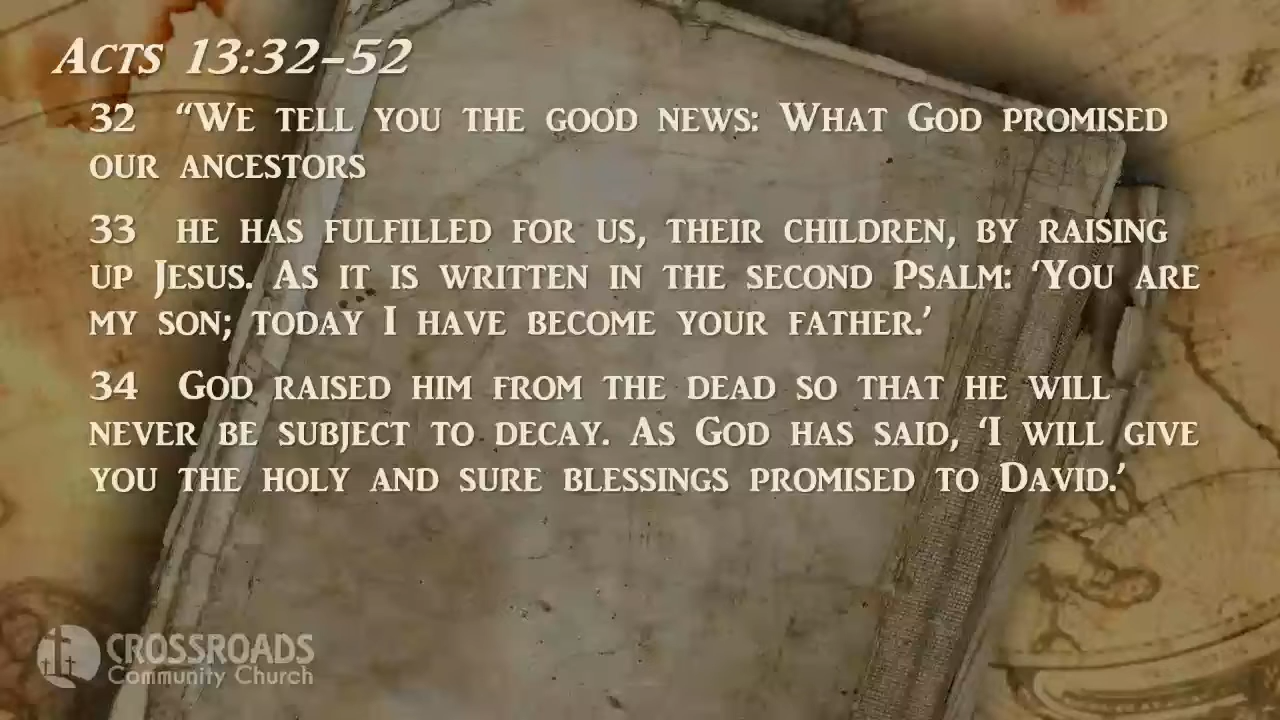 Acts 13:32-52
32 “We tell you the good news: What God promised
our ancestors
33 he has fulfilled for us, their children, by raising
up Jesus. As it is written in the second Psalm: ‘You are
my son; today I have become your father.’
34 God raised him from the dead so that he will
never be subject to decay. As God has said, ‘I will give
you the holy and sure blessings promised to David.’
CROSSROADS
Community Church